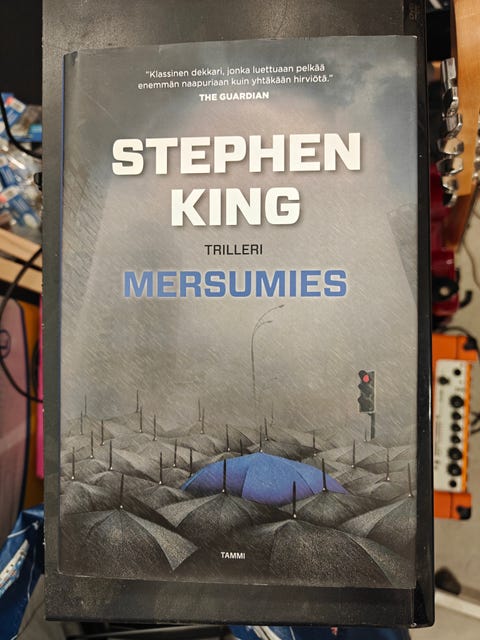 "Klassinen dekkari, jonka luettuaan pelkää
enemmän naapuriaan kuin yhtäkään hirviötä."
THE GUARDIAN
STEPHEN
KING
TRILLERI
MERSUMIES
TAMMI